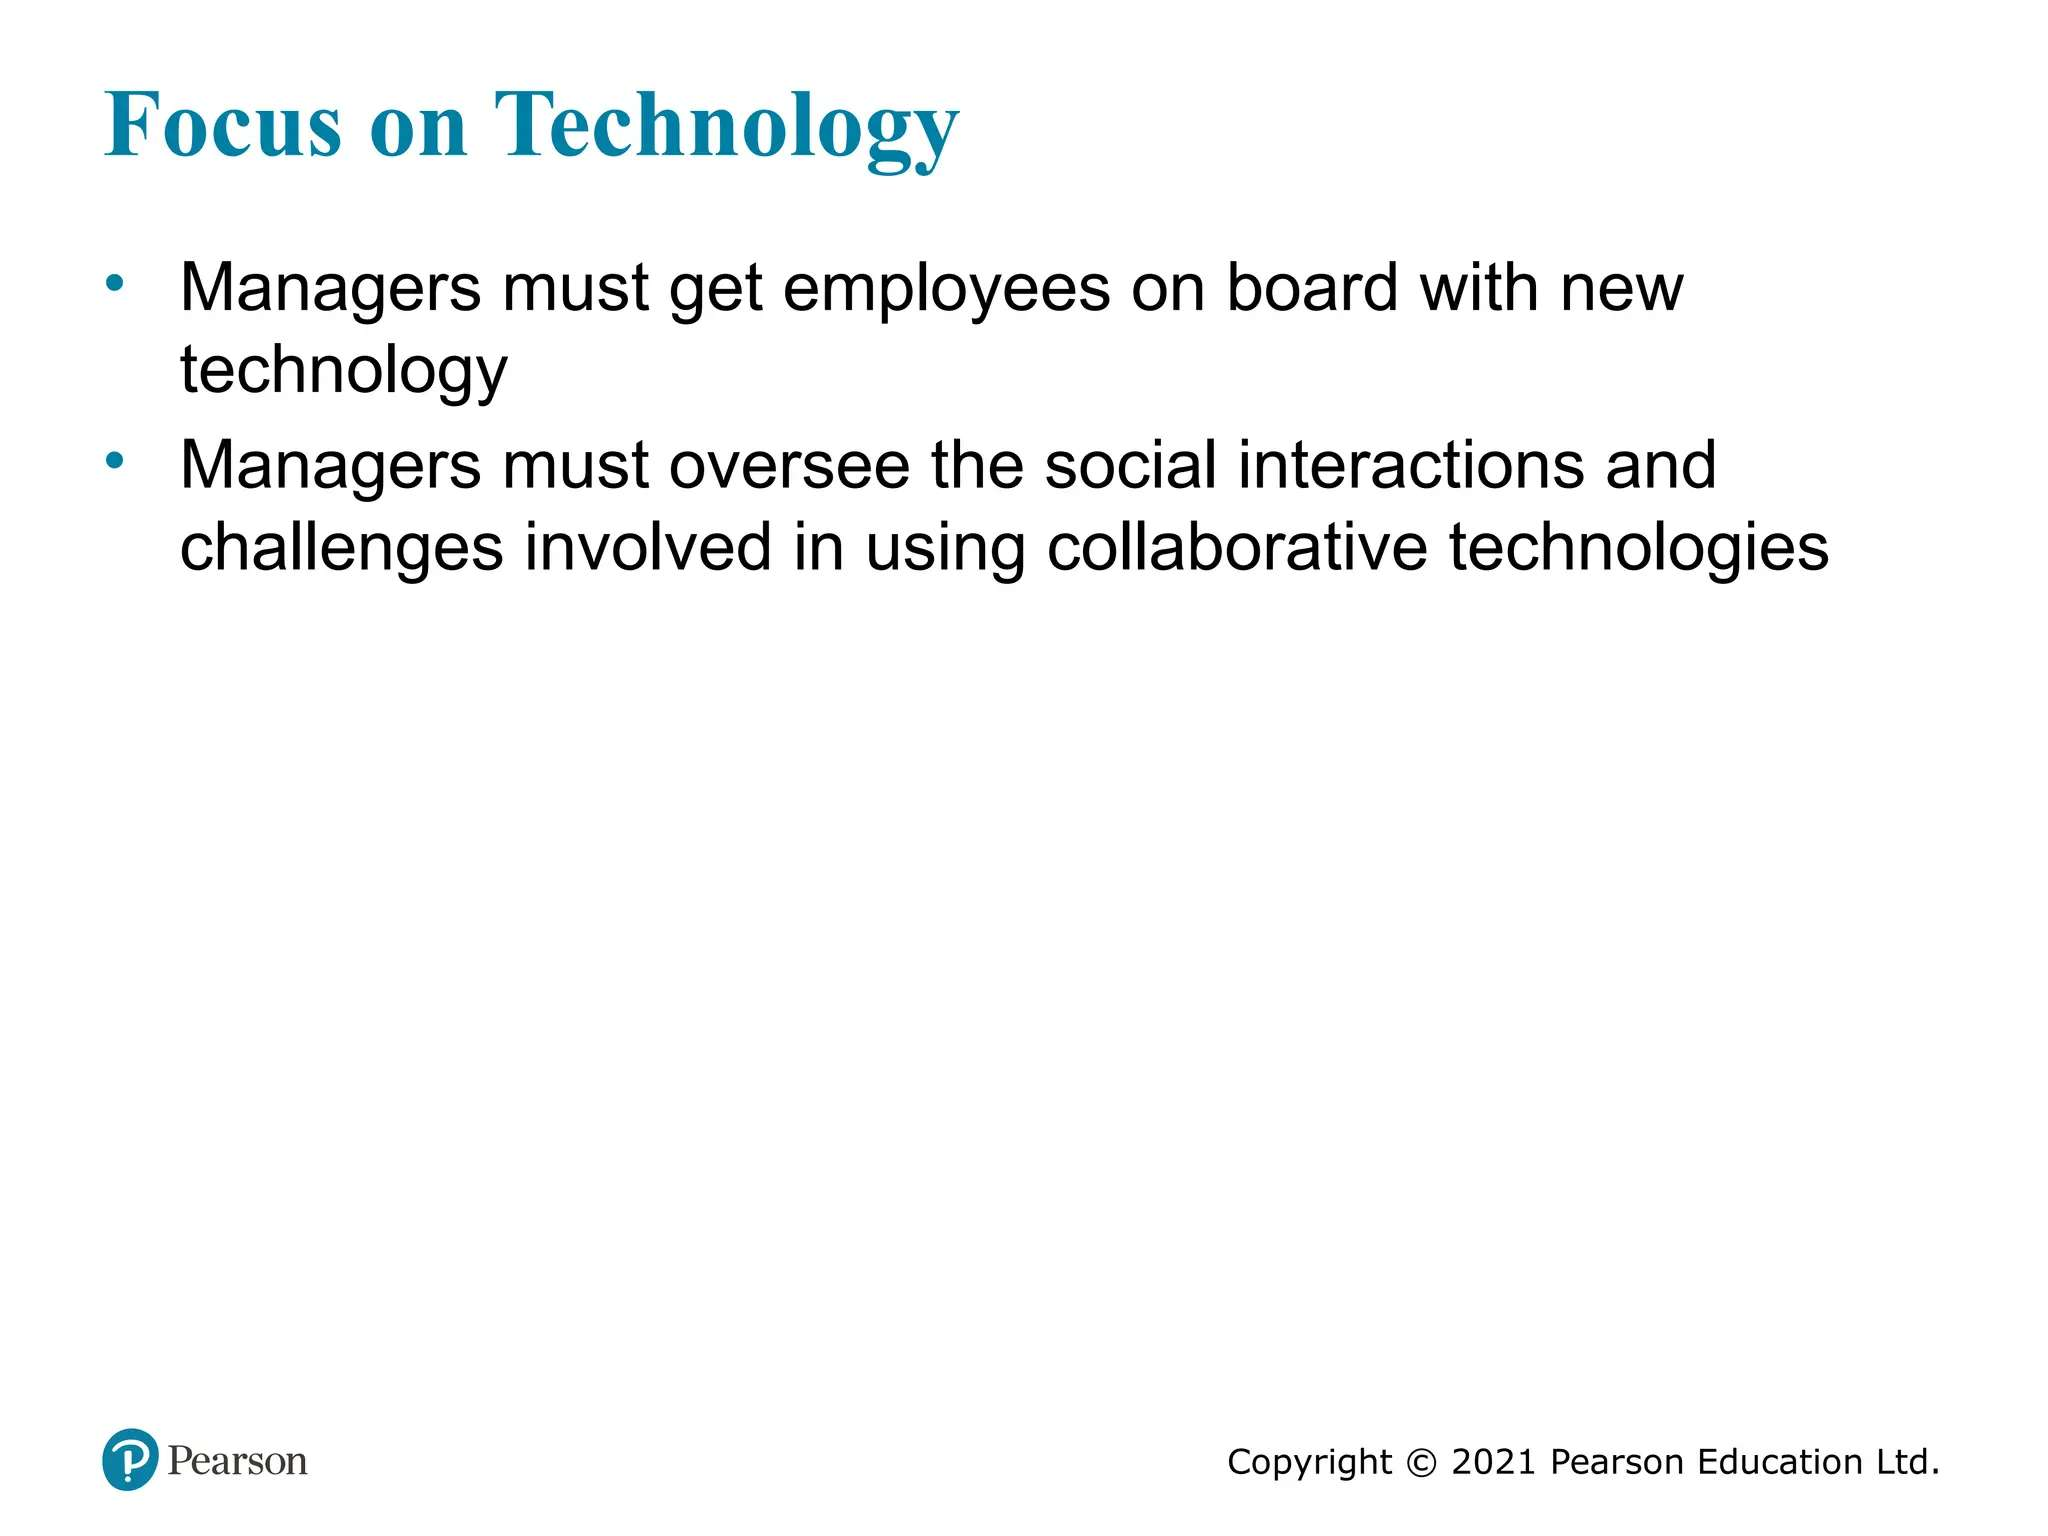 Focus on Technology
• Managers must get employees on board with new
technology
• Managers must oversee the social interactions and
challenges involved in using collaborative technologies
Pearson
Copyright © 2021 Pearson Education Ltd.